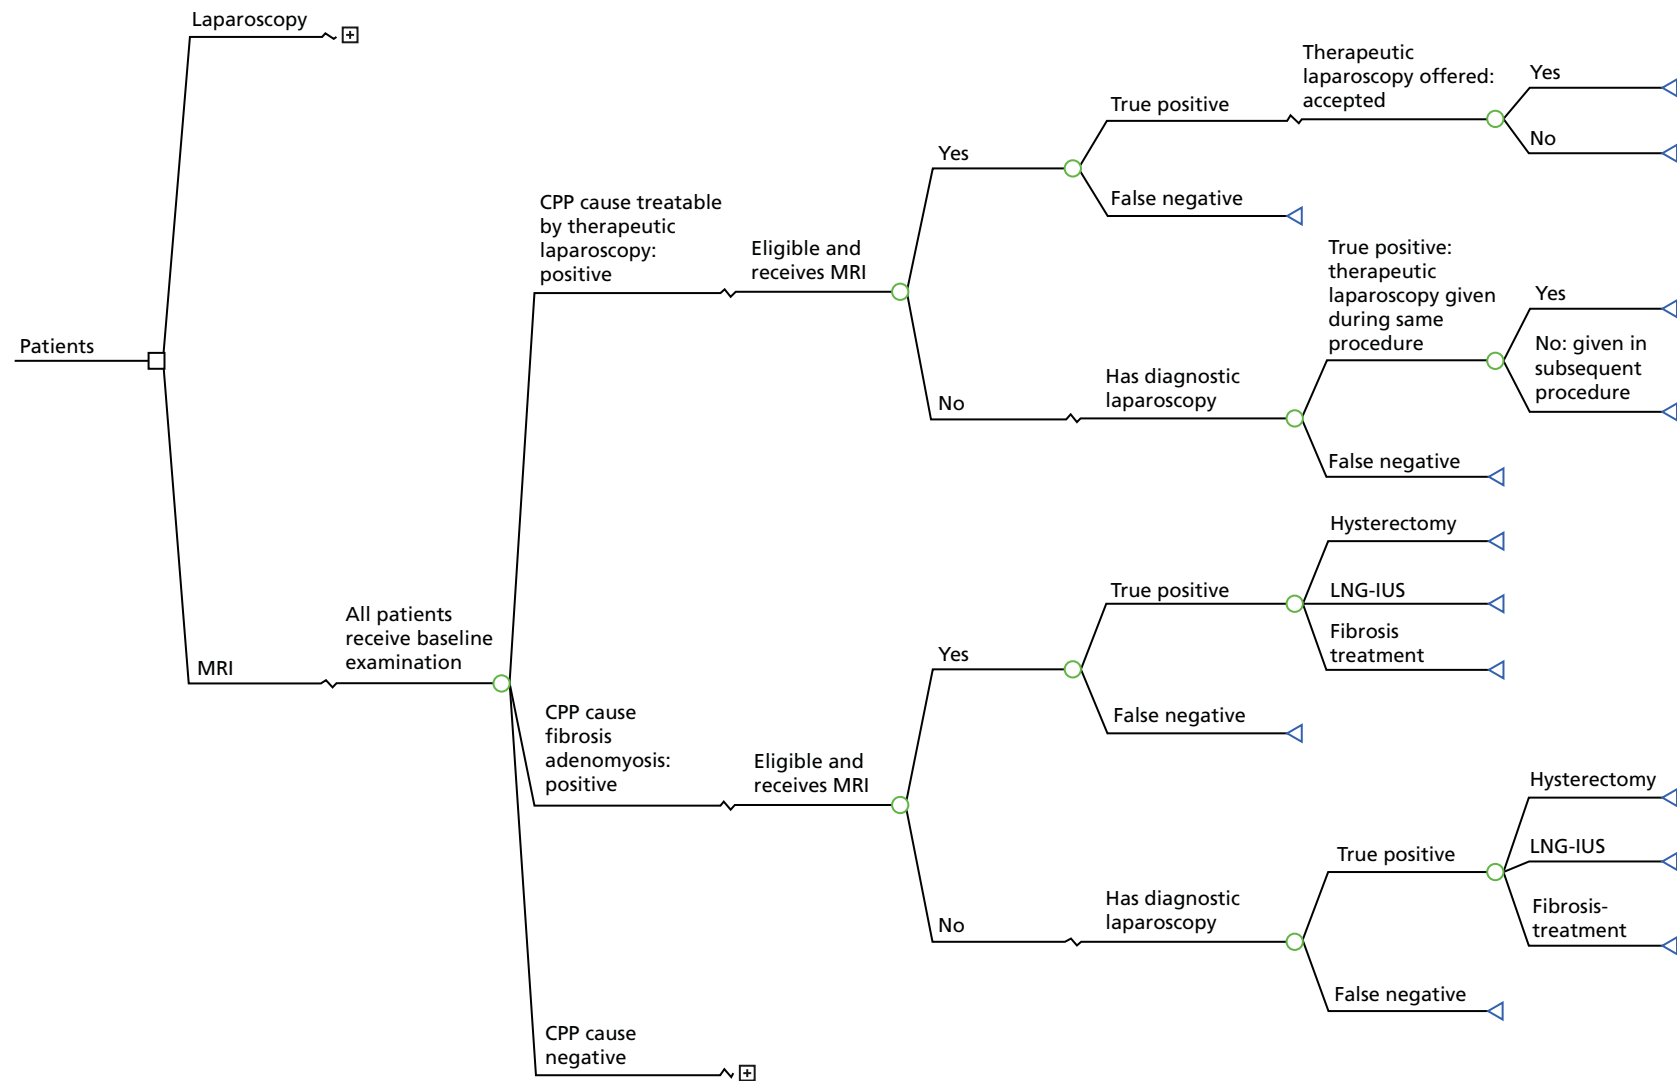 Laparoscopy
Patients
MRI
All patients
receive baseline
examination
CPP cause treatable
by therapeutic
laparoscopy:
positive
Eligible and
receives MRI
Yes
True positive
Therapeutic
laparoscopy offered:
accepted
Yes
No
False negative
No
Has diagnostic
laparoscopy
True positive:
therapeutic
laparoscopy given
during same
procedure
Yes
No: given in
subsequent
procedure
False negative
CPP cause
fibrosis
adenomyosis:
positive
Eligible and
receives MRI
Yes
True positive
Hysterectomy
LNG-IUS
Fibrosis
treatment
False negative
No
Has diagnostic
laparoscopy
True positive
Hysterectomy
LNG-IUS
Fibrosis-
treatment
False negative
CPP cause
negative